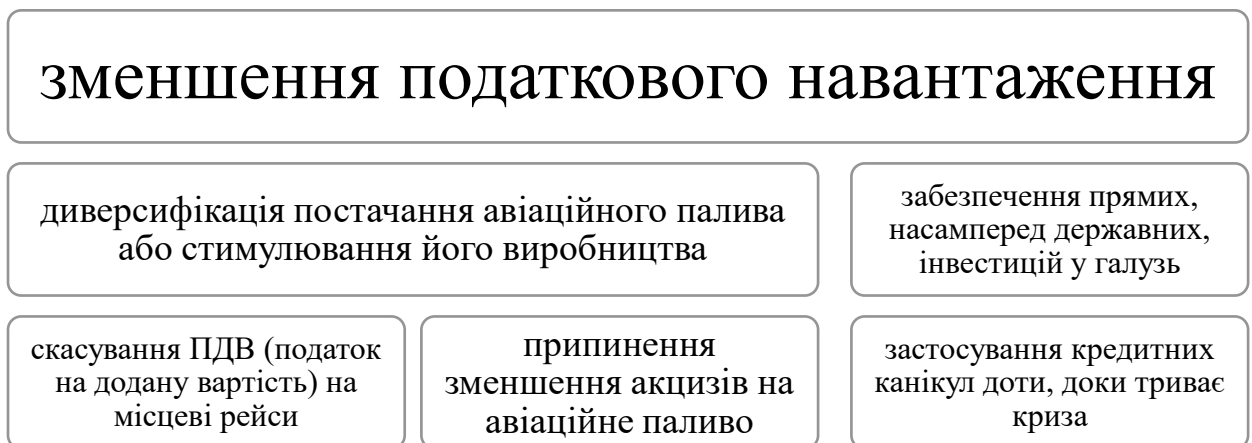 зменшення податкового навантаження
диверсифікація постачання авіаційного палива
або стимулювання його виробництва
забезпечення прямих,
насамперед державних,
інвестицій у галузь
скасування ПДВ (податок
на додану вартість) на
місцеві рейси
припинення
зменшення акцизів на
авіаційне паливо
застосування кредитних
канікул доти, доки триває
криза